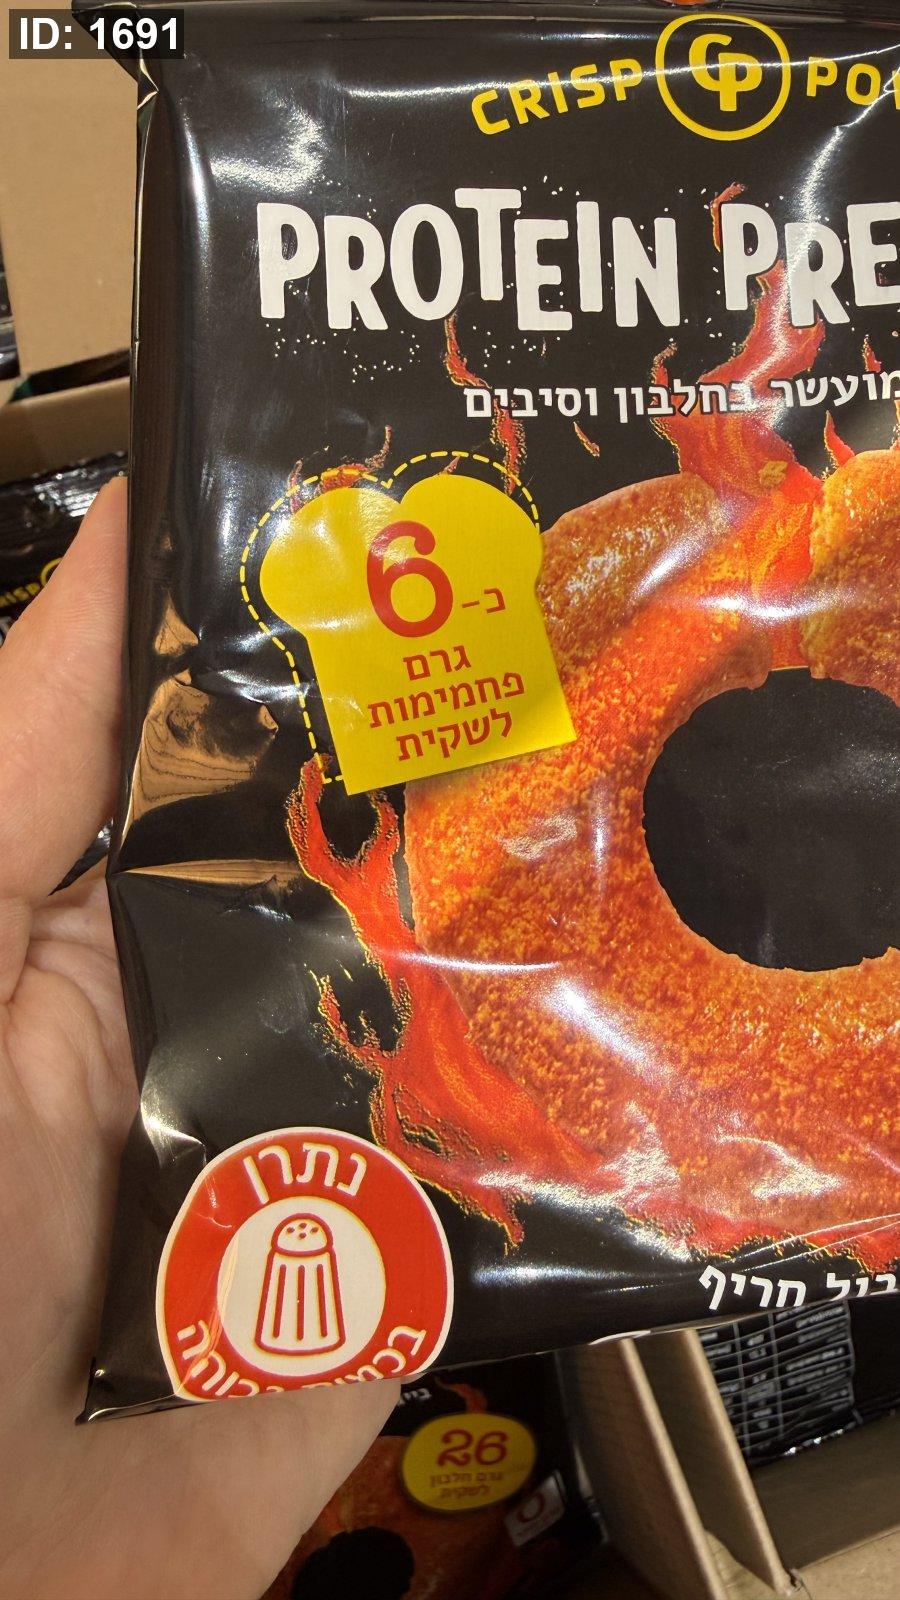 ID: 1691
CRISP CP PO
PROTEIN PRE
מועשר בחלבון וסיבים
כ-6
גרם
פחמימות
לשקית
נתרן
בכמות גבוהה
ביל חריף
26
גרם חלבון
לשקית